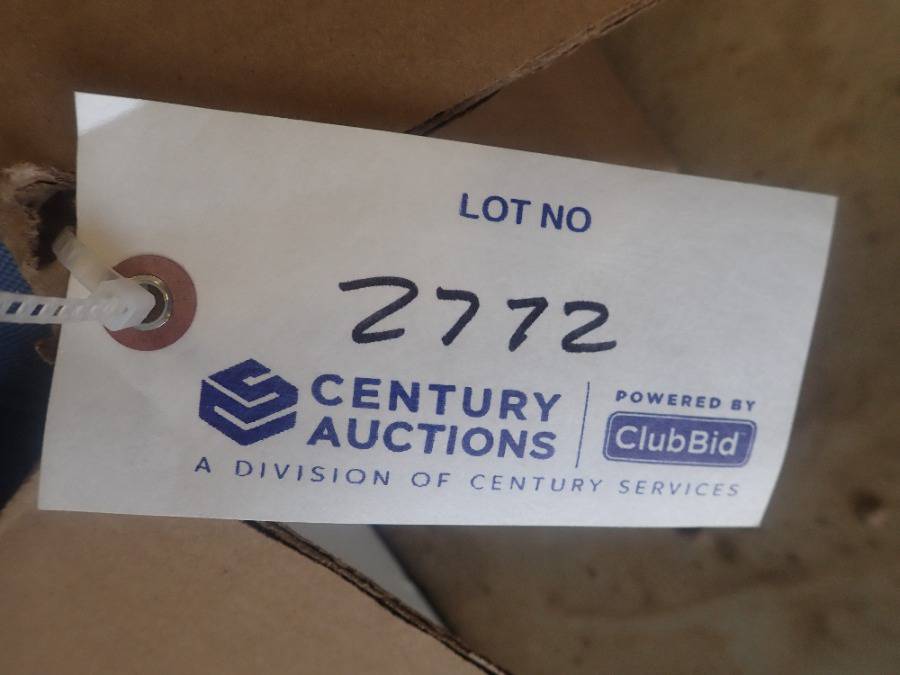 LOT NO
2772
CENTURY
AUCTIONS
POWERED BY
ClubBid
A DIVISION OF CENTURY SERVICES